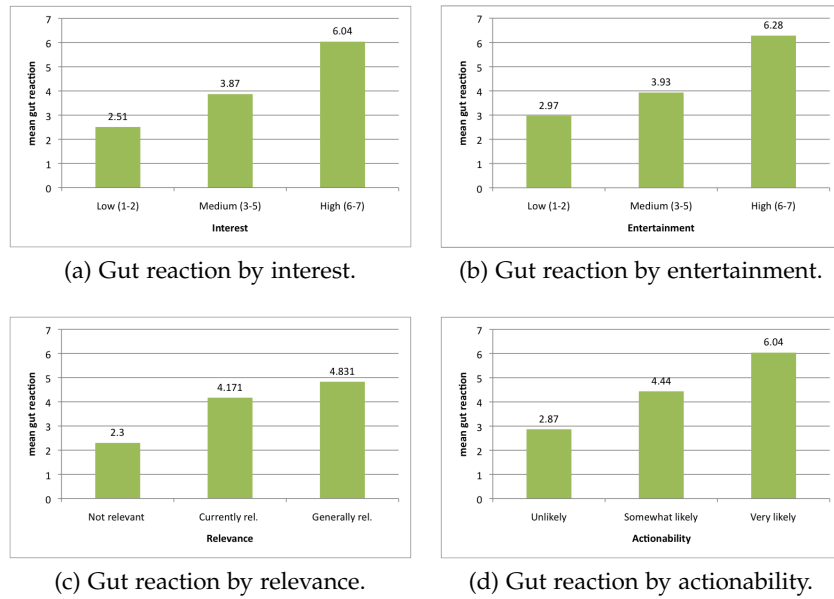 7
6
5
4
3
2
1
0
mean gut reaction
2.51
3.87
6.04
Low (1-2) Medium (3-5) High (6-7)
Interest
(a) Gut reaction by interest.
7
6
5
4
3
2
1
0
mean gut reaction
2.97
3.93
6.28
Low (1-2) Medium (3-5) High (6-7)
Entertainment
(b) Gut reaction by entertainment.
7
6
5
4
3
2
1
0
mean gut reaction
2.3
4.171
4.831
Not relevant Currently rel. Generally rel.
Relevance
(c) Gut reaction by relevance.
7
6
5
4
3
2
1
0
mean gut reaction
2.87
4.44
6.04
Unlikely Somewhat likely Very likely
Actionability
(d) Gut reaction by actionability.